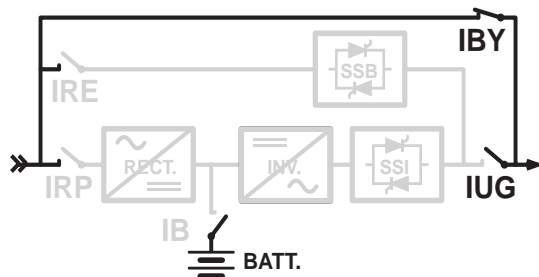 IBY
SSB
IRE
RECT.
INV.
SSI
IRP
IUG
IB
BATT.